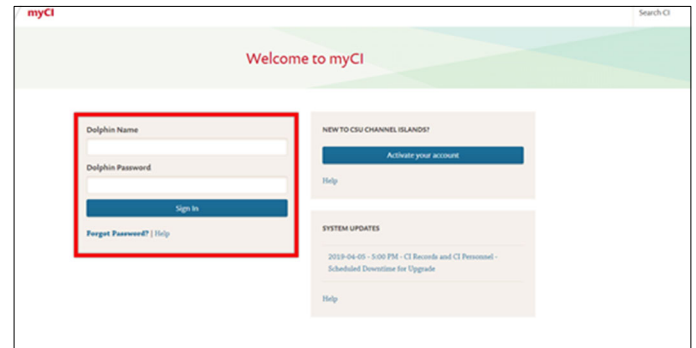 myCI
Search CI
Welcome to myCI
Dolphin Name
Dolphin Password
Sign In
Forgot Password? | Help
NEW TO CSU CHANNEL ISLANDS?
Activate your account
Help
SYSTEM UPDATES
2019-04-05 - 5:00 PM - CI Records and CI Personnel -
Scheduled Downtime for Upgrade
Help